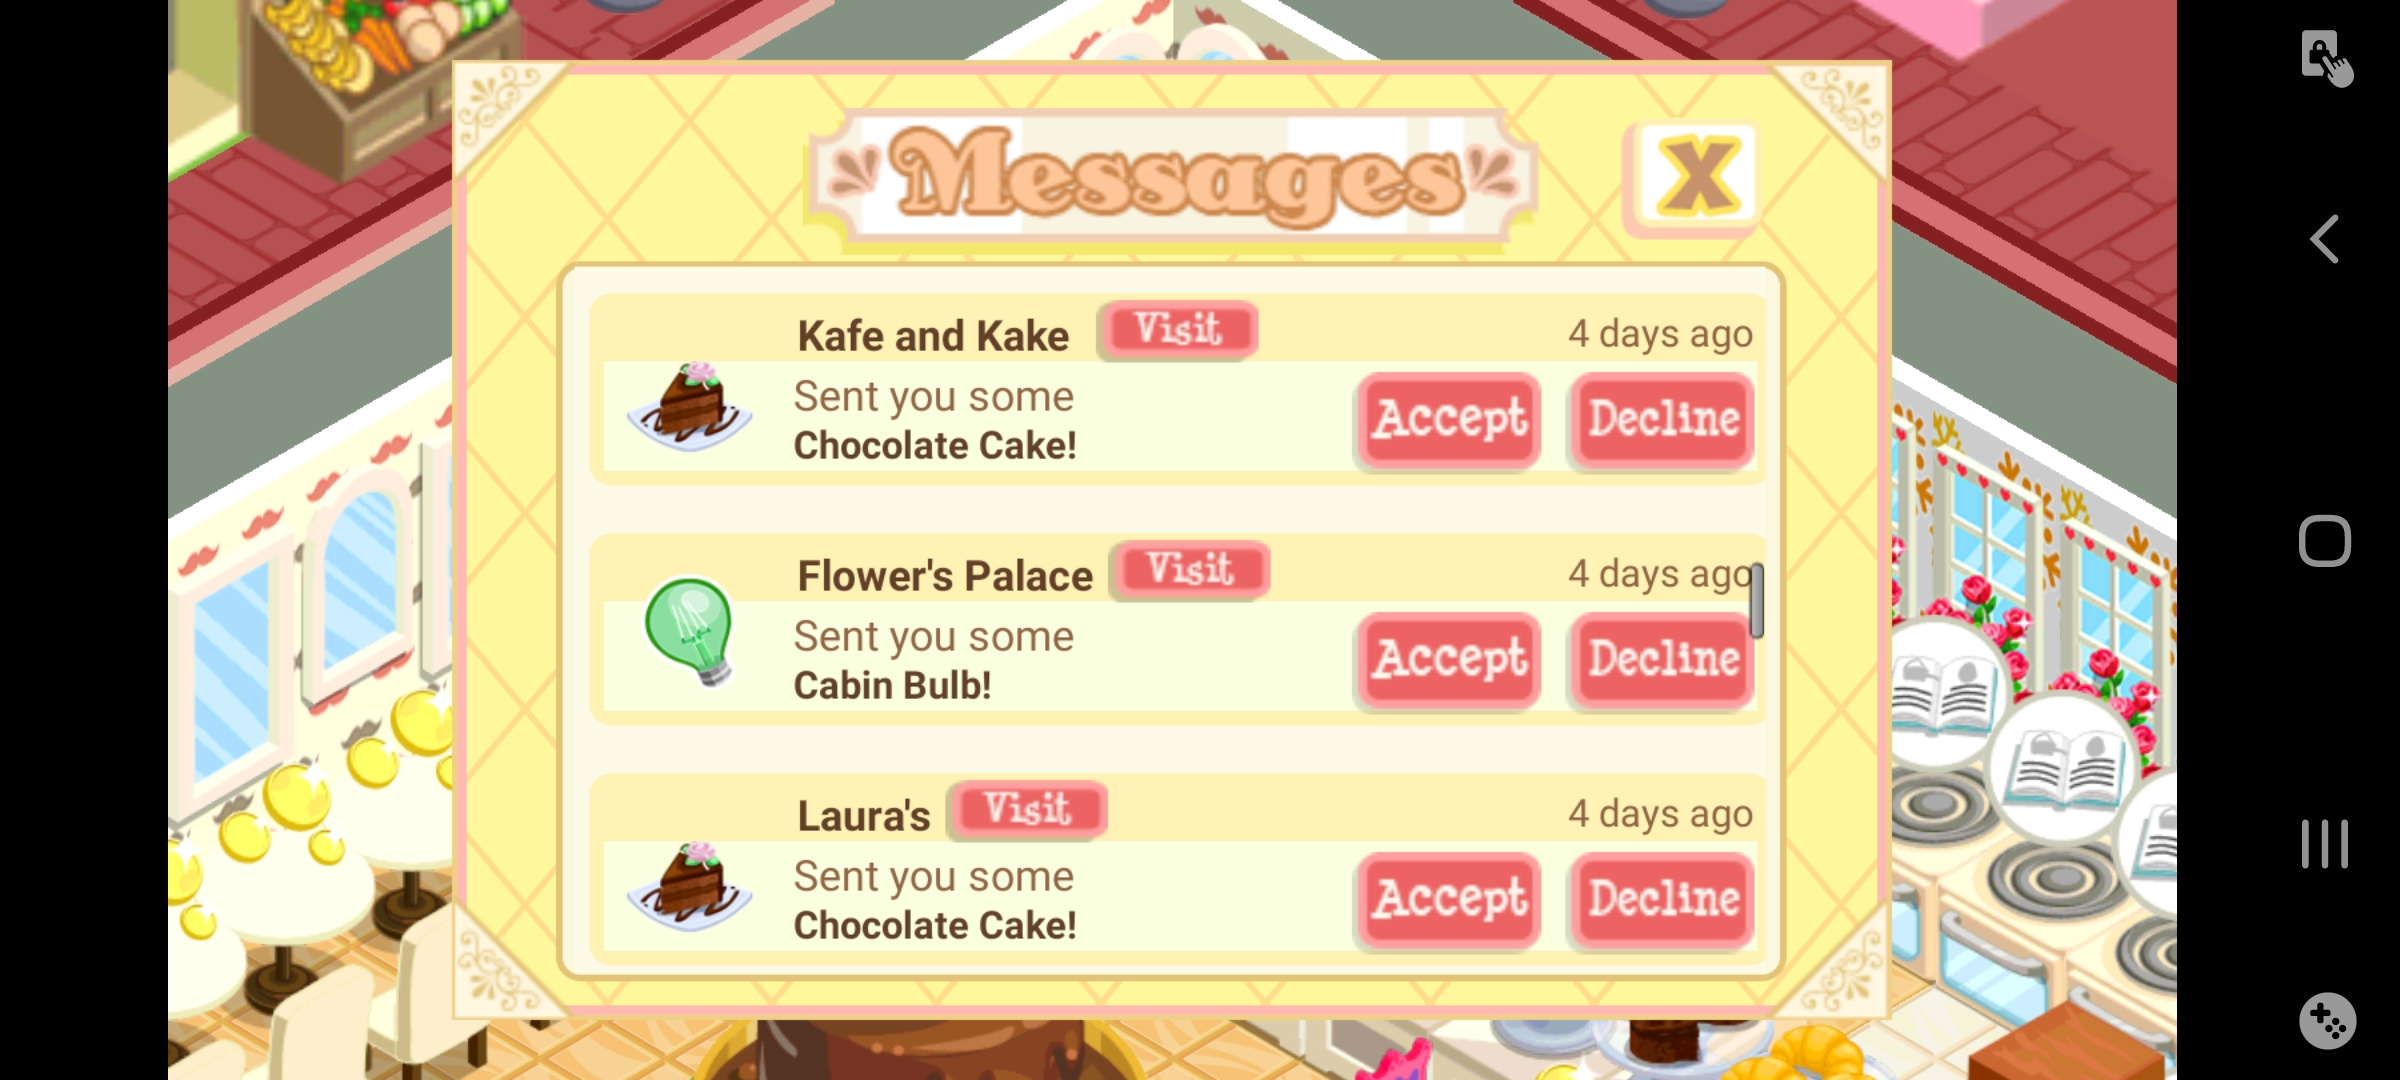 Messages
X
Kafe and Kake Visit 4 days ago
Sent you some
Chocolate Cake!
Accept Decline
Flower's Palace Visit 4 days ago
Sent you some
Cabin Bulb!
Accept Decline
Laura's Visit 4 days ago
Sent you some
Chocolate Cake!
Accept Decline